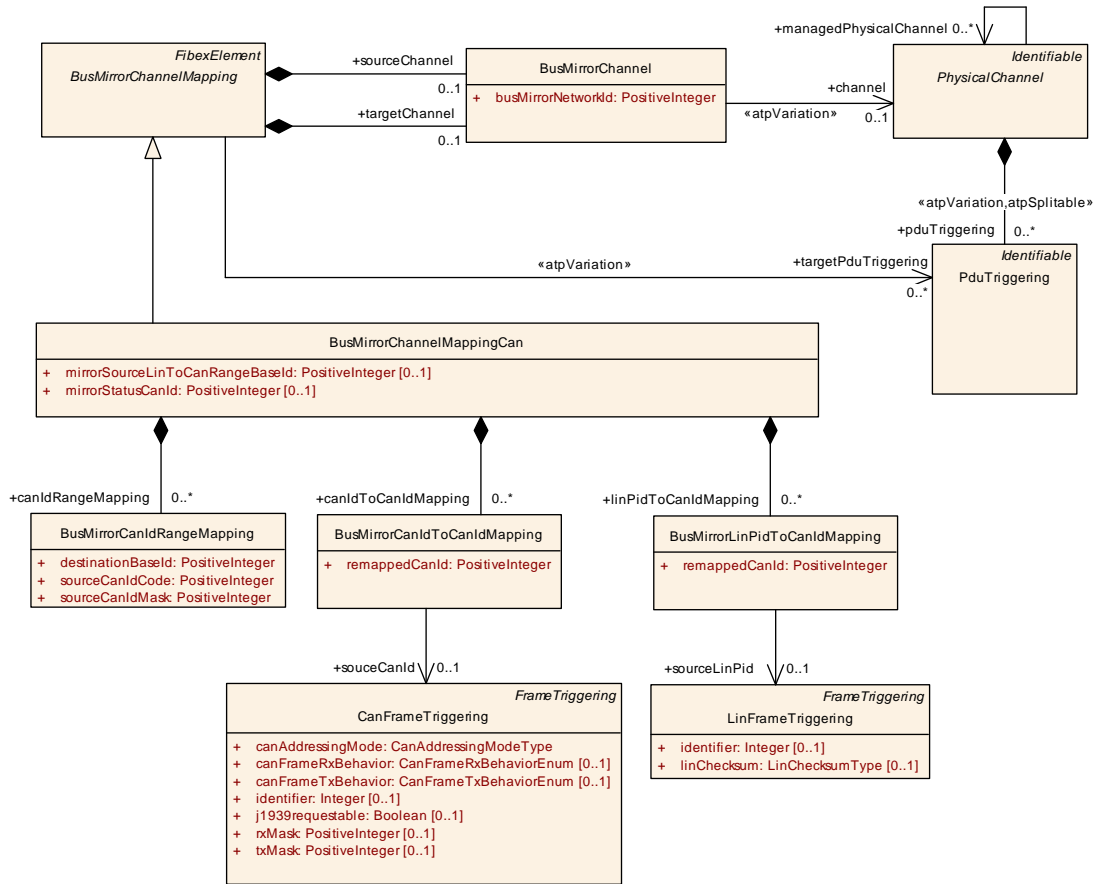 +managedPhysicalChannel 0..*
FibexElement
BusMirrorChannelMapping
+sourceChannel
0..1
+targetChannel
0..1
BusMirrorChannel
+ busMirrorNetworkId: PositiveInteger
+channel
«atpVariation»
0..1
Identifiable
PhysicalChannel
«atpVariation,atpSplitable»
+pduTriggering 0..*
«atpVariation»
+targetPduTriggering
0..*
Identifiable
PduTriggering
BusMirrorChannelMappingCan
+ mirrorSourceLinToCanRangeBaseId: PositiveInteger [0..1]
+ mirrorStatusCanId: PositiveInteger [0..1]
+canIdRangeMapping 0..*
+canIdToCanIdMapping 0..*
+linPidToCanIdMapping 0..*
BusMirrorCanIdRangeMapping
+ destinationBaseId: PositiveInteger
+ sourceCanIdCode: PositiveInteger
+ sourceCanIdMask: PositiveInteger
BusMirrorCanIdToCanIdMapping
+ remappedCanId: PositiveInteger
BusMirrorLinPidToCanIdMapping
+ remappedCanId: PositiveInteger
+souceCanId 0..1
+sourceLinPid 0..1
FrameTriggering
CanFrameTriggering
+ canAddressingMode: CanAddressingModeType
+ canFrameRxBehavior: CanFrameRxBehaviorEnum [0..1]
+ canFrameTxBehavior: CanFrameTxBehaviorEnum [0..1]
+ identifier: Integer [0..1]
+ j1939requestable: Boolean [0..1]
+ rxMask: PositiveInteger [0..1]
+ txMask: PositiveInteger [0..1]
FrameTriggering
LinFrameTriggering
+ identifier: Integer [0..1]
+ linChecksum: LinChecksumType [0..1]